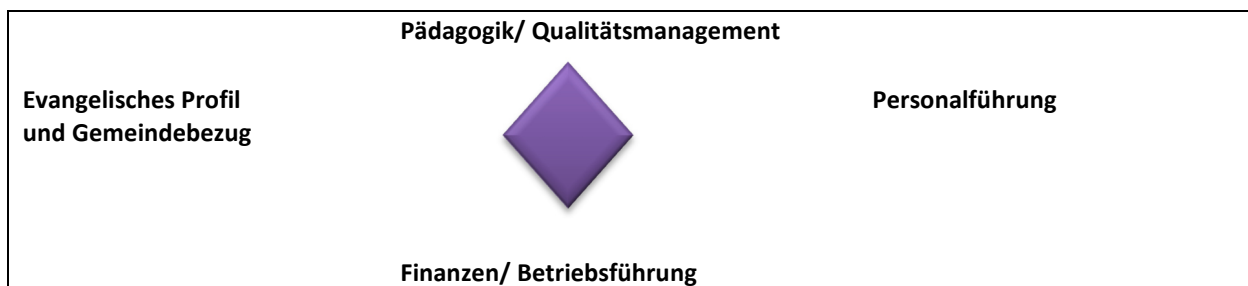 Pädagogik/ Qualitätsmanagement
Evangelisches Profil
und Gemeindebezug
Personalführung
Finanzen/ Betriebsführung